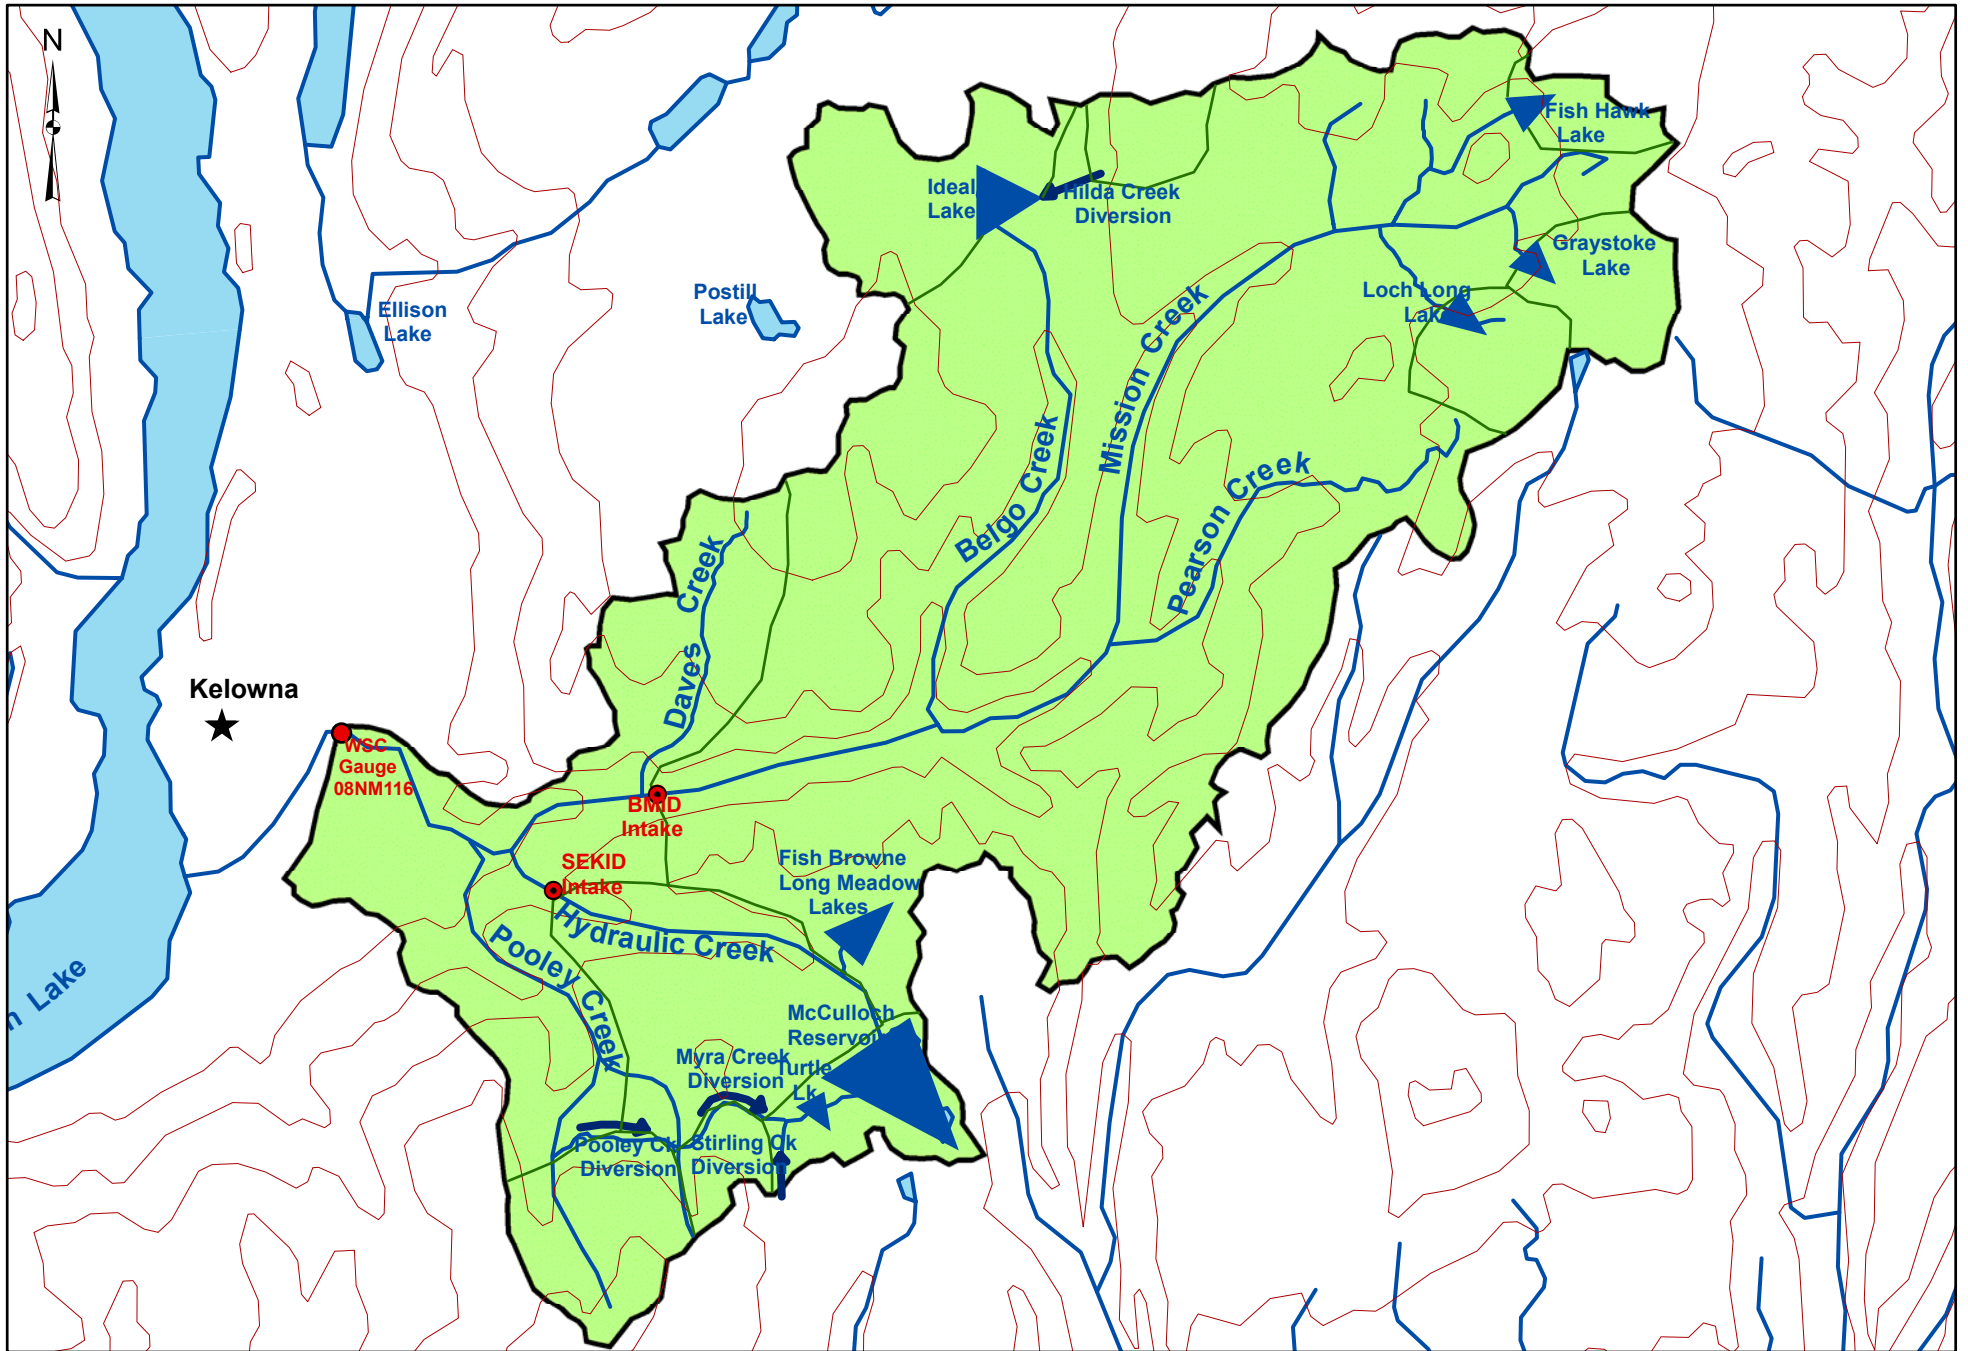 N
Fish Hawk
Lake
Ideal
Lake
Hilda Creek
Diversion
Graystoke
Lake
Loch Long
Lake
Postill
Lake
Ellison
Lake
Mission Creek
Belgo Creek
Pearson Creek
Daves Creek
Kelowna
WSC
Gauge
08NM116
BMID
Intake
SEKID
Intake
Fish Browne
Long Meadow
Lakes
Hydraulic Creek
Pooley Creek
n Lake
McCulloch
Reservoir
Myra Creek
Diversion
Turtle
Lk
Pooley Ck
Diversion
Stirling Ck
Diversion